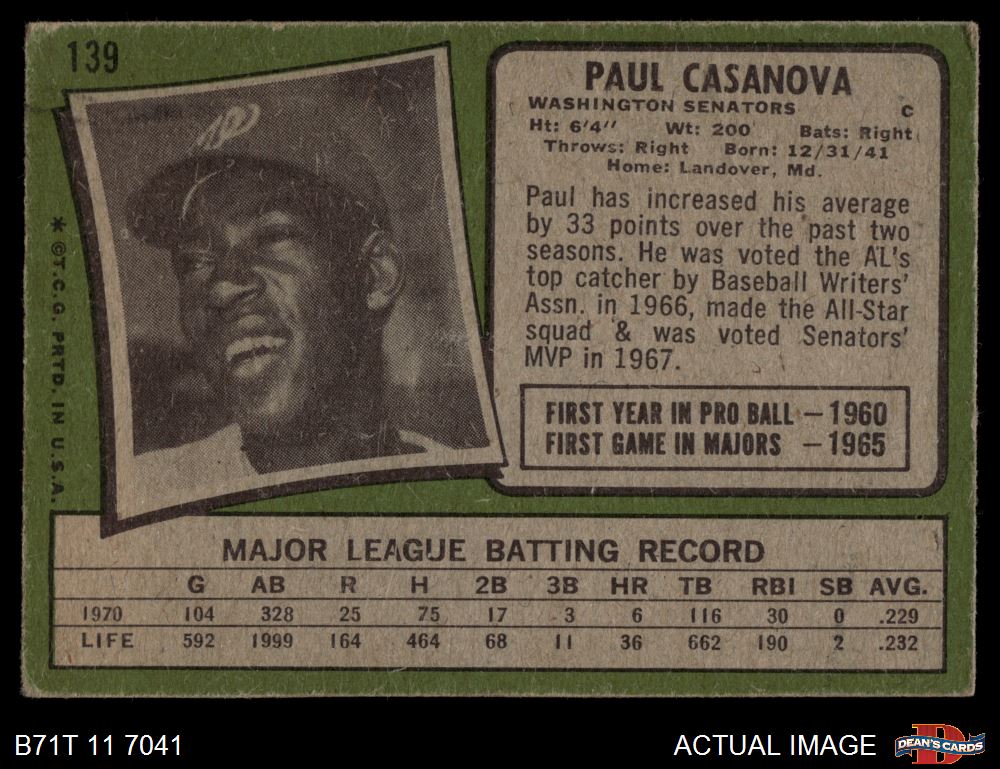 139
PAUL CASANOVA
WASHINGTON SENATORS C
Ht: 6'4" Wt: 200 Bats: Right
Throws: Right Born: 12/31/41
Home: Landover, Md.
Paul has increased his average
by 33 points over the past two
seasons. He was voted the AL's
top catcher by Baseball Writers'
Assn. in 1966, made the All-Star
squad & was voted Senators'
MVP in 1967.
FIRST YEAR IN PRO BALL — 1960
FIRST GAME IN MAJORS — 1965
* ©T.C.G. PRTD. IN U.S.A.
MAJOR LEAGUE BATTING RECORD
G AB R H 2B 3B HR TB RBI SB AVG.
1970 104 328 25 75 17 3 6 116 30 0 .229
LIFE 592 1999 164 464 68 11 36 662 190 2 .232
B71T 11 7041
ACTUAL IMAGE
D
DEAN'S CARDS